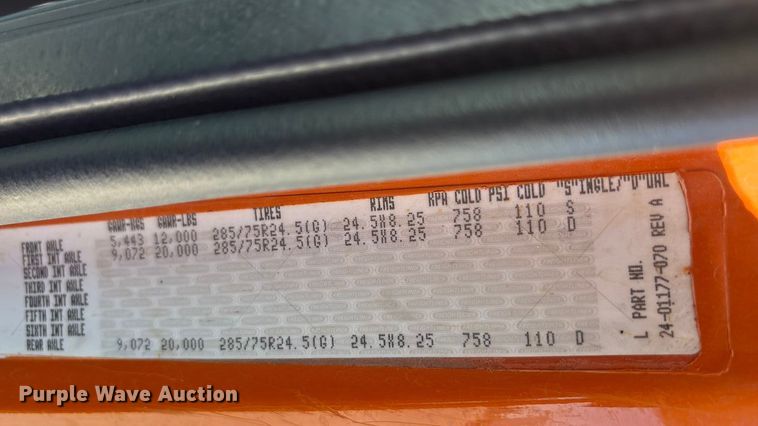 GAWR-KGS GAWR-LBS TIRES RIMS KPA COLD PSI COLD "S"INGLE/"D"UAL
FRONT AXLE 5,443 12,000 285/75R24.5(G) 24.5X8.25 758 110 S
FIRST INT AXLE 9,072 20,000 285/75R24.5(G) 24.5X8.25 758 110 D
SECOND INT AXLE
THIRD INT AXLE
FOURTH INT AXLE
FIFTH INT AXLE
SIXTH INT AXLE
REAR AXLE 9,072 20,000 285/75R24.5(G) 24.5X8.25 758 110 D
L PART NO.
24-01177-070 REV A
Purple Wave Auction